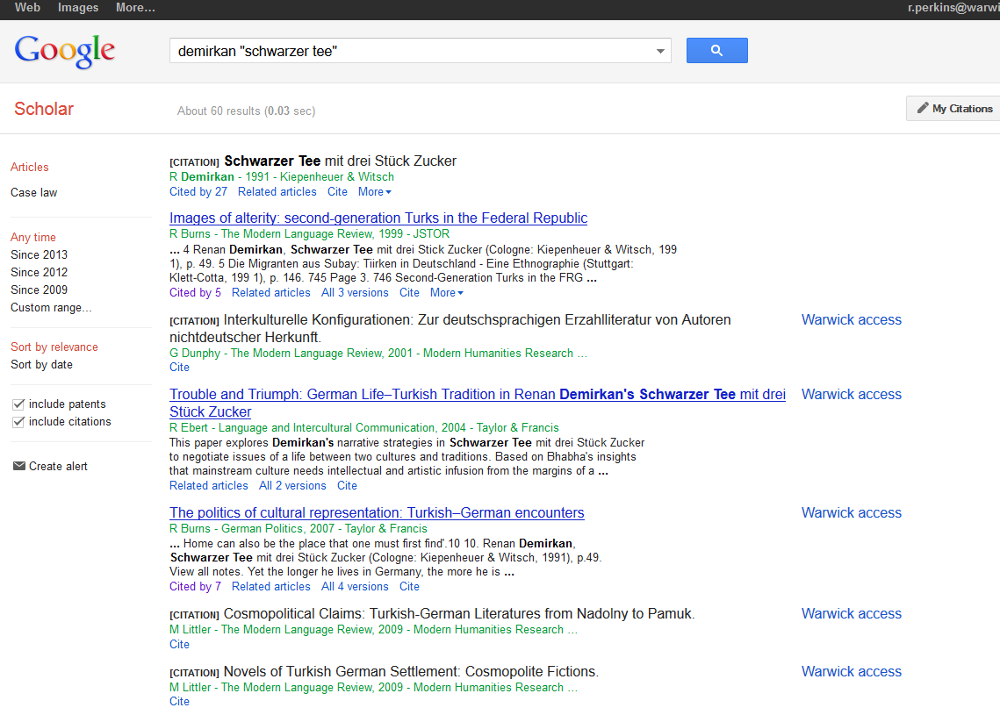 Web Images More...
r.perkins@warwi
Google
demirkan "schwarzer tee"
Scholar
About 60 results (0.03 sec)
My Citations
Articles
Case law
Any time
Since 2013
Since 2012
Since 2009
Custom range...
Sort by relevance
Sort by date
include patents
include citations
Create alert
[CITATION] Schwarzer Tee mit drei Stück Zucker
R Demirkan - 1991 - Kiepenheuer & Witsch
Cited by 27 Related articles Cite More
Images of alterity: second-generation Turks in the Federal Republic
R Burns - The Modern Language Review, 1999 - JSTOR
... 4 Renan Demirkan, Schwarzer Tee mit drei Stick Zucker (Cologne: Kiepenheuer & Witsch, 199
1), p. 49. 5 Die Migranten aus Subay: Tiirken in Deutschland - Eine Ethnographie (Stuttgart:
Klett-Cotta, 199 1), p. 146. 745 Page 3. 746 Second-Generation Turks in the FRG ...
Cited by 5 Related articles All 3 versions Cite More
[CITATION] Interkulturelle Konfigurationen: Zur deutschsprachigen Erzahlliteratur von Autoren
nichtdeutscher Herkunft.
Warwick access
G Dunphy - The Modern Language Review, 2001 - Modern Humanities Research ...
Cite
Trouble and Triumph: German Life–Turkish Tradition in Renan Demirkan's Schwarzer Tee mit drei
Stück Zucker
Warwick access
R Ebert - Language and Intercultural Communication, 2004 - Taylor & Francis
This paper explores Demirkan's narrative strategies in Schwarzer Tee mit drei Stück Zucker
to negotiate issues of a life between two cultures and traditions. Based on Bhabha's insights
that mainstream culture needs intellectual and artistic infusion from the margins of a ...
Related articles All 2 versions Cite
The politics of cultural representation: Turkish–German encounters
Warwick access
R Burns - German Politics, 2007 - Taylor & Francis
... Home can also be the place that one must first find'.10 10. Renan Demirkan,
Schwarzer Tee mit drei Stück Zucker (Cologne: Kiepenheuer & Witsch, 1991), p.49.
View all notes. Yet the longer he lives in Germany, the more he is ...
Cited by 7 Related articles All 4 versions Cite
[CITATION] Cosmopolitical Claims: Turkish-German Literatures from Nadolny to Pamuk.
Warwick access
M Littler - The Modern Language Review, 2009 - Modern Humanities Research ...
Cite
[CITATION] Novels of Turkish German Settlement: Cosmopolite Fictions.
Warwick access
M Littler - The Modern Language Review, 2009 - Modern Humanities Research ...
Cite